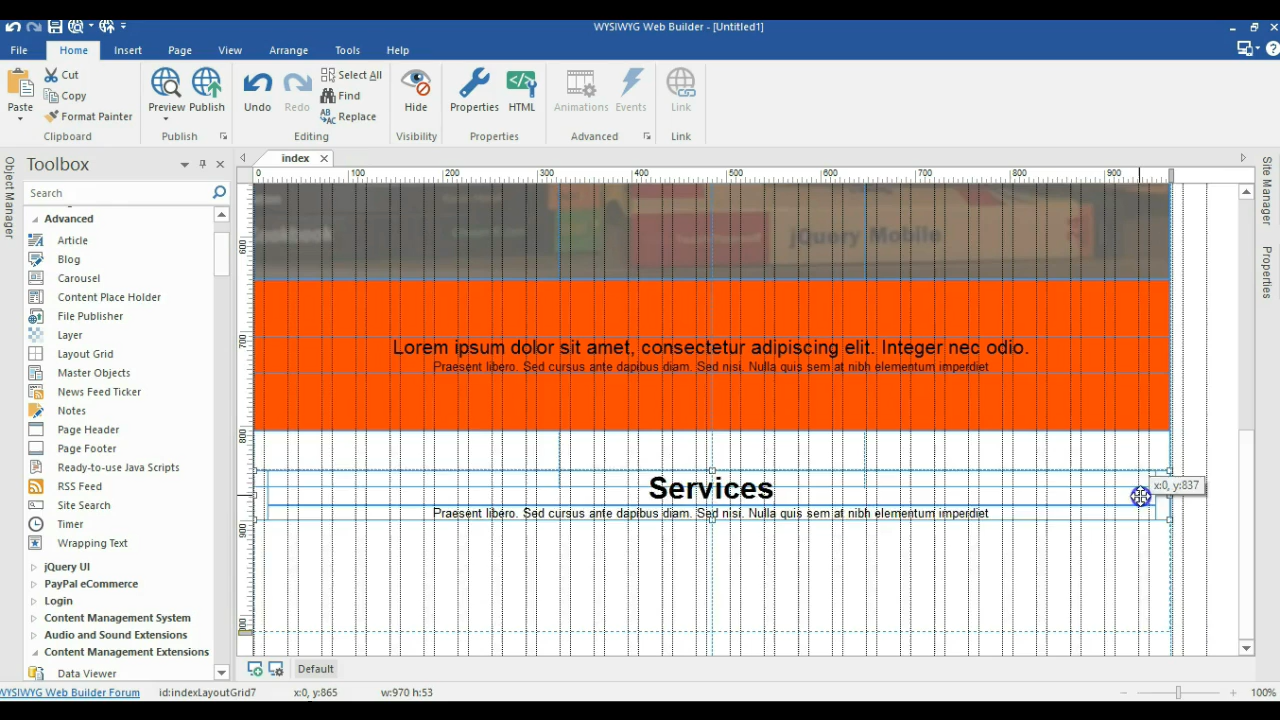 WYSIWYG Web Builder - [Untitled1]
File Home Insert Page View Arrange Tools Help
Paste
Cut
Copy
Format Painter
Clipboard
Preview Publish
Publish
Undo Redo
Select All
Find
Replace
Editing
Hide
Visibility
Properties HTML
Properties
Animations Events
Advanced
Link
Link
Object Manager
Toolbox
Search
Advanced
Article
Blog
Carousel
Content Place Holder
File Publisher
Layer
Layout Grid
Master Objects
News Feed Ticker
Notes
Page Header
Page Footer
Ready-to-use Java Scripts
RSS Feed
Site Search
Timer
Wrapping Text
jQuery UI
PayPal eCommerce
Login
Content Management System
Audio and Sound Extensions
Content Management Extensions
Data Viewer
index
0 100 200 300 400 500 600 700 800 900
600
700
800
900
jQuery Mobile
Lorem ipsum dolor sit amet, consectetur adipiscing elit. Integer nec odio.
Praesent libero. Sed cursus ante dapibus diam. Sed nisi. Nulla quis sem at nibh elementum imperdiet
Services
Praesent libero. Sed cursus ante dapibus diam. Sed nisi. Nulla quis sem at nibh elementum imperdiet
x:0, y:837
Site Manager
Properties
Default
WYSIWYG Web Builder Forum id:indexLayoutGrid7 x:0, y:865 w:970 h:53 100%